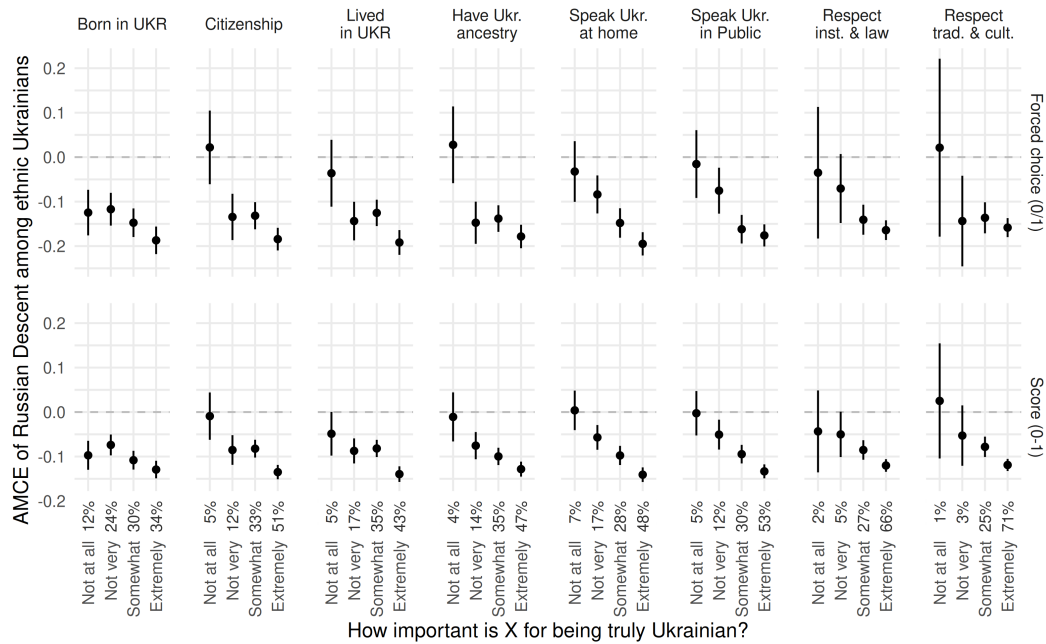 Born in UKR
Citizenship
Lived
in UKR
Have Ukr.
ancestry
Speak Ukr.
at home
Speak Ukr.
in Public
Respect
inst. & law
Respect
trad. & cult.
AMCE of Russian Descent among ethnic Ukrainians
0.2
0.1
0.0
-0.1
-0.2
Forced choice (0/1)
0.2
0.1
0.0
-0.1
-0.2
Score (0-1)
Not at all 12%
Not very 24%
Somewhat 30%
Extremely 34%
Not at all 5%
Not very 12%
Somewhat 33%
Extremely 51%
Not at all 5%
Not very 17%
Somewhat 35%
Extremely 43%
Not at all 4%
Not very 14%
Somewhat 35%
Extremely 47%
Not at all 7%
Not very 17%
Somewhat 28%
Extremely 48%
Not at all 5%
Not very 12%
Somewhat 30%
Extremely 53%
Not at all 2%
Not very 5%
Somewhat 27%
Extremely 66%
Not at all 1%
Not very 3%
Somewhat 25%
Extremely 71%
How important is X for being truly Ukrainian?